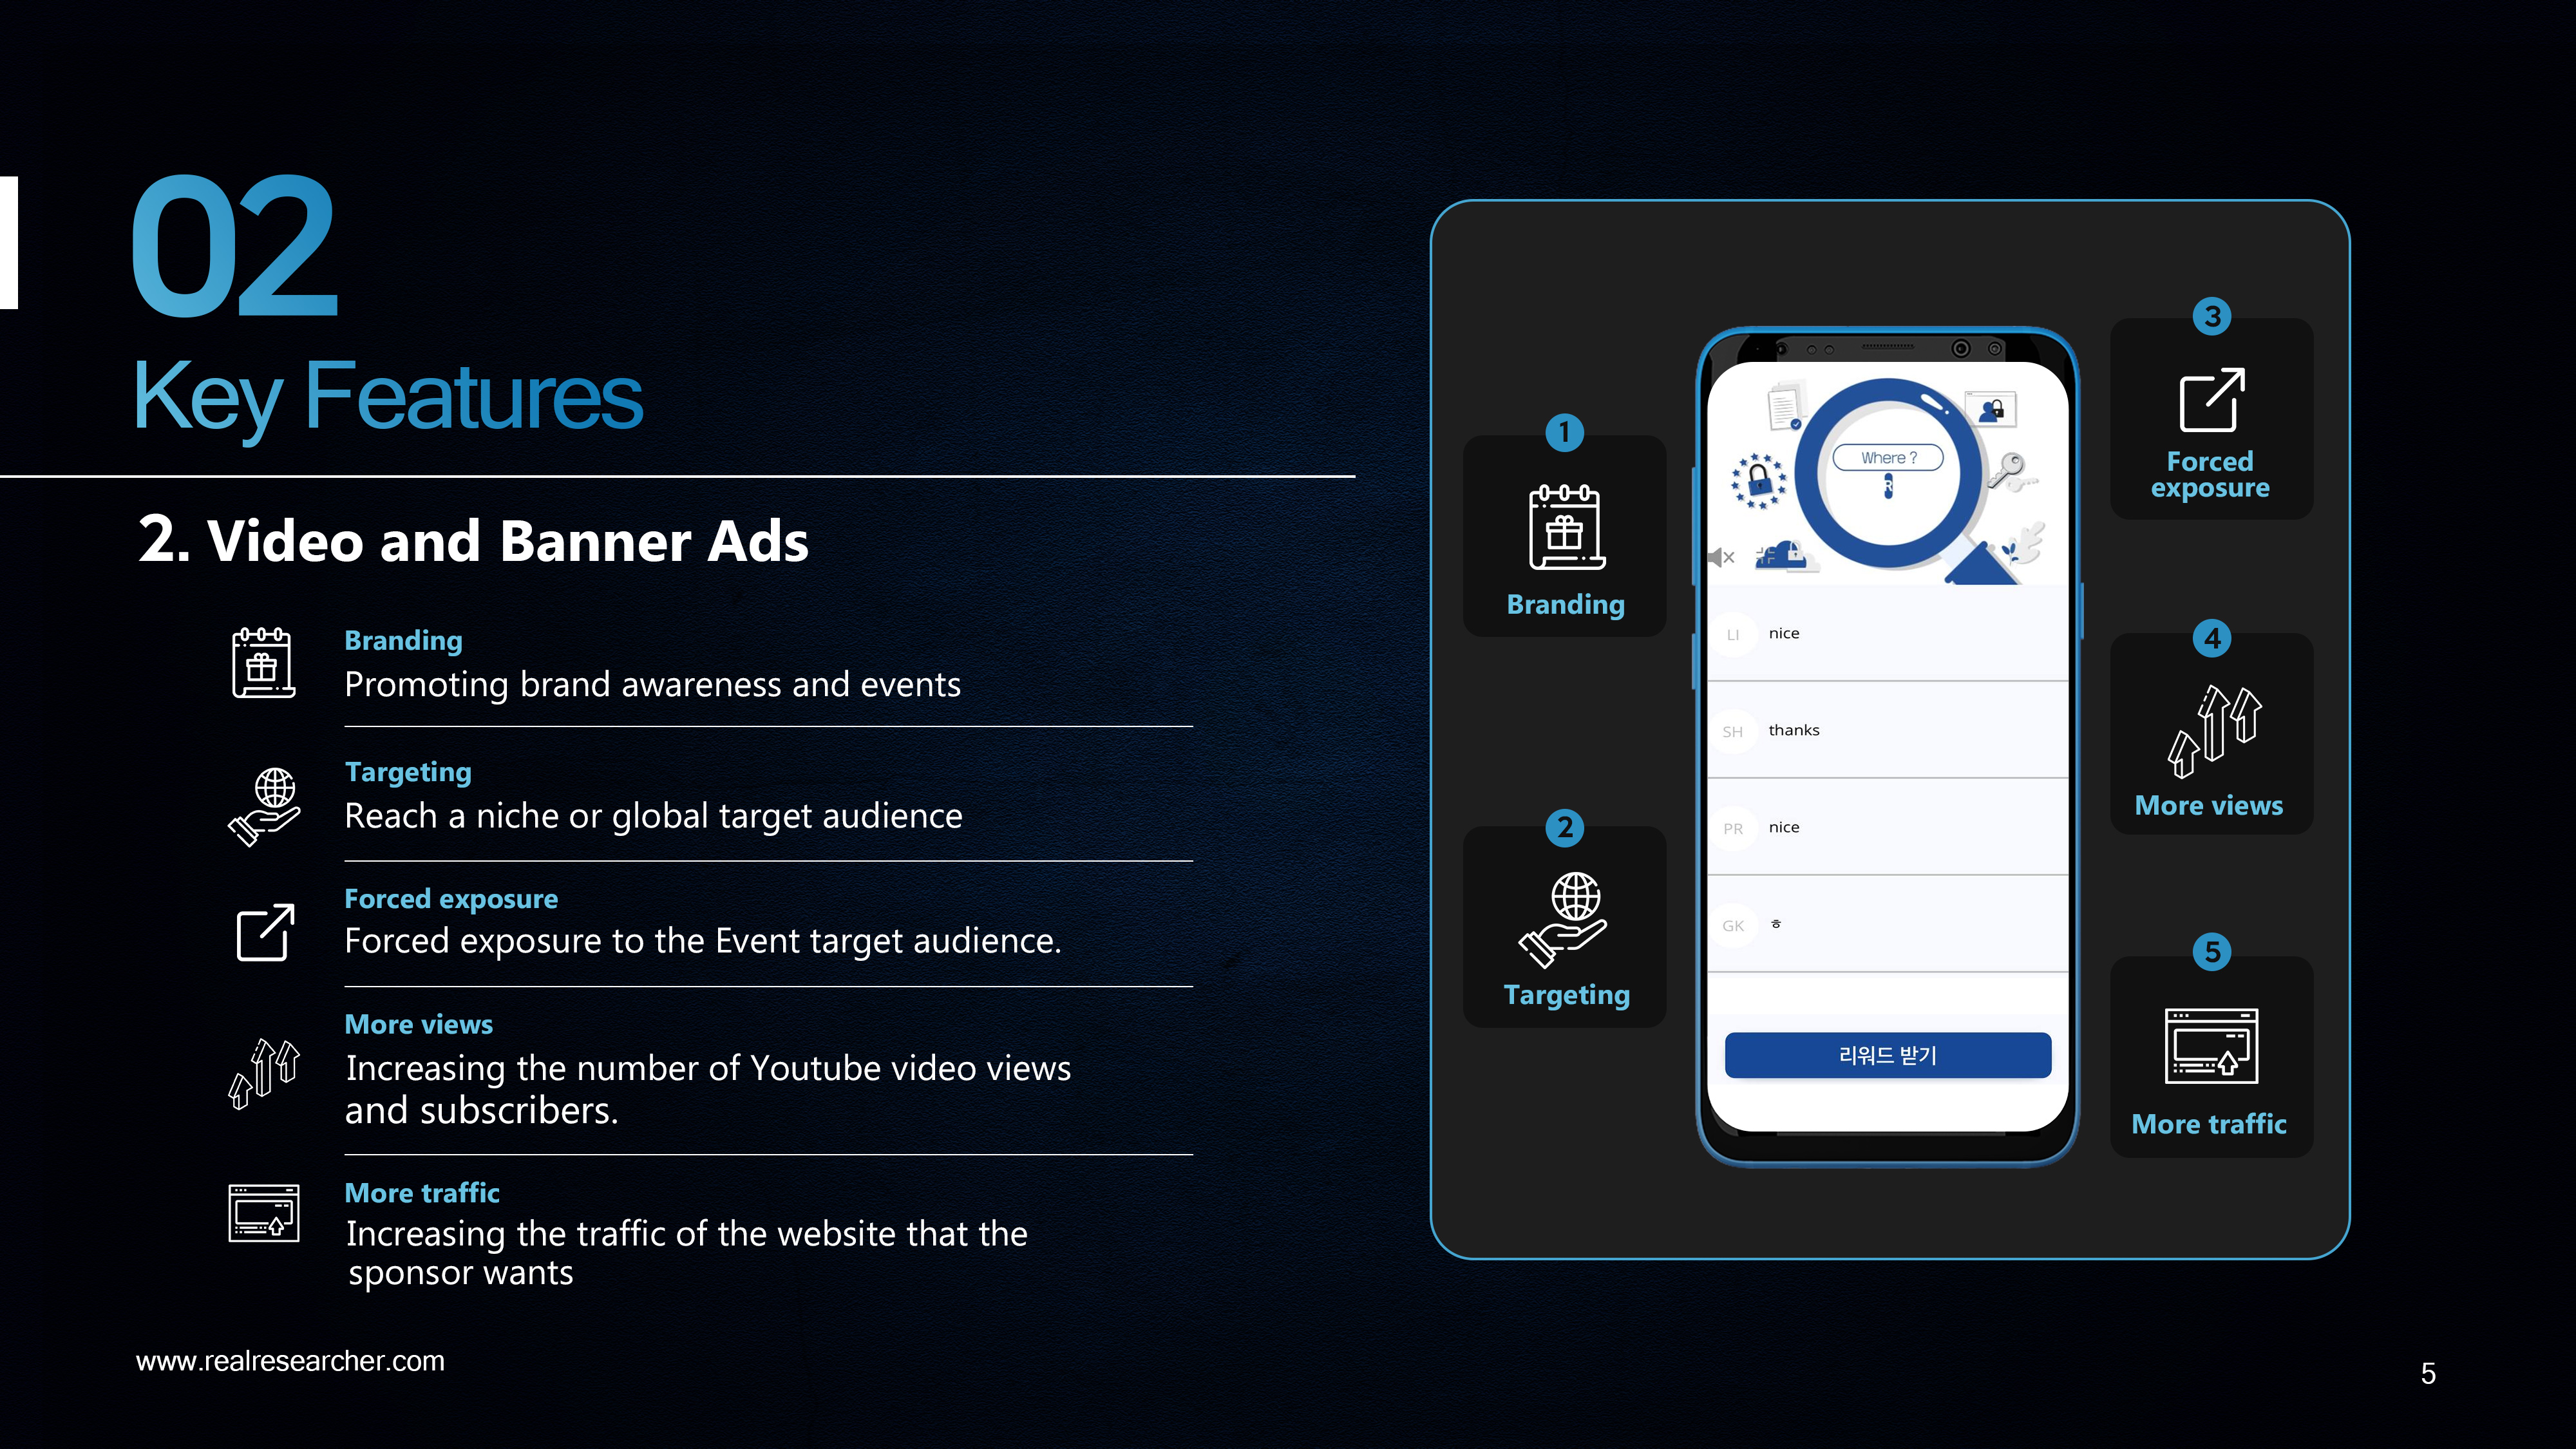 02
Key Features
2. Video and Banner Ads
Branding
Promoting brand awareness and events
Targeting
Reach a niche or global target audience
Forced exposure
Forced exposure to the Event target audience.
More views
Increasing the number of Youtube video views
and subscribers.
More traffic
Increasing the traffic of the website that the
sponsor wants
www.realresearcher.com
1
Branding
2
Targeting
Where ?
R
LI nice
SH thanks
PR nice
GK ㅎ
리워드 받기
3
Forced
exposure
4
More views
5
More traffic
5